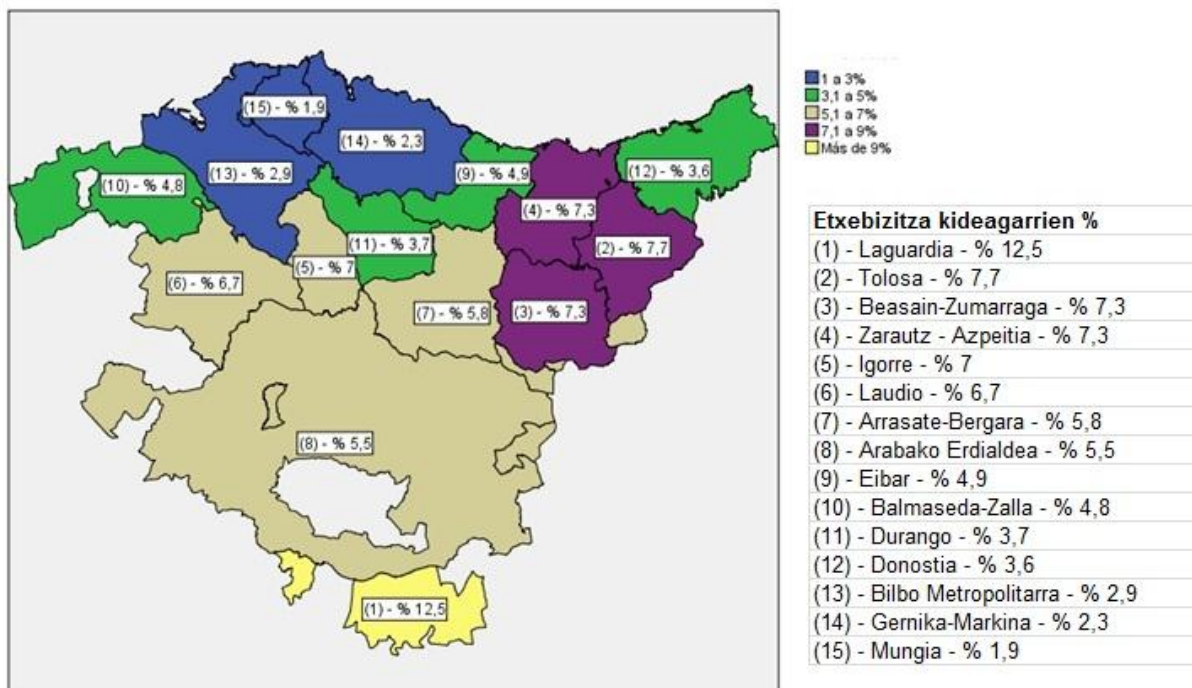 1 a 3%
3,1 a 5%
5,1 a 7%
7,1 a 9%
Más de 9%
(15) - % 1,9
(14) - % 2,3
(13) - % 2,9
(9) - % 4,9
(12) - % 3,6
(10) - % 4,8
(4) - % 7,3
(11) - % 3,7
(2) - % 7,7
(5) - % 7
(6) - % 6,7
(7) - % 5,8
(3) - % 7,3
(8) - % 5,5
(1) - % 12,5
Etxebizitza kideagarrien %
(1) - Laguardia - % 12,5
(2) - Tolosa - % 7,7
(3) - Beasain-Zumarraga - % 7,3
(4) - Zarautz - Azpeitia - % 7,3
(5) - Igorre - % 7
(6) - Laudio - % 6,7
(7) - Arrasate-Bergara - % 5,8
(8) - Arabako Erdialdea - % 5,5
(9) - Eibar - % 4,9
(10) - Balmaseda-Zalla - % 4,8
(11) - Durango - % 3,7
(12) - Donostia - % 3,6
(13) - Bilbo Metropolitarra - % 2,9
(14) - Gernika-Markina - % 2,3
(15) - Mungia - % 1,9